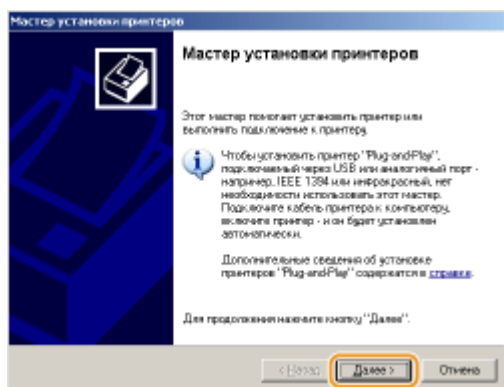 Мастер установки принтеров
Мастер установки принтеров
Этот мастер помогает установить принтер или
выполнить подключение к принтеру.
Чтобы установить принтер "Plug-and-Play",
подключаемый через USB или аналогичный порт -
например, IEEE 1394 или инфракрасный, нет
необходимости использовать этот мастер.
Подключите кабель принтера к компьютеру,
включите принтер - и он будет установлен
автоматически.
Дополнительные сведения об установке
принтеров "Plug-and-Play" содержатся в справке.
Для продолжения нажмите кнопку "Далее".
< Назад
Далее >
Отмена